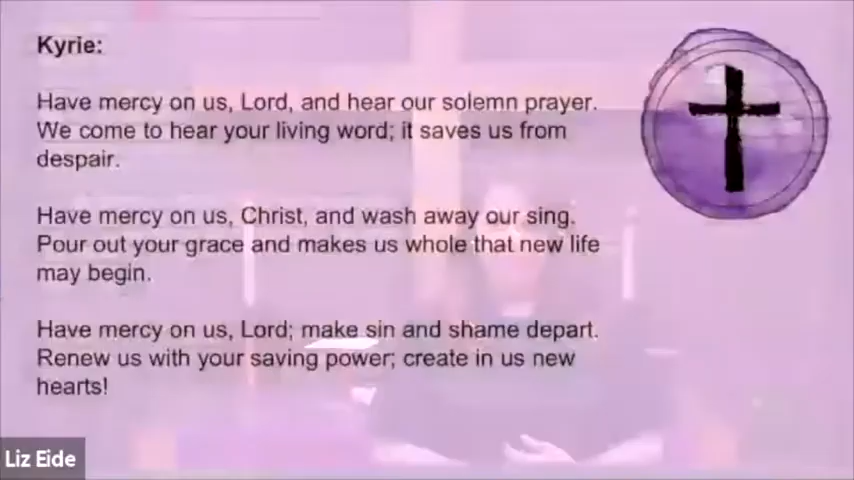 Kyrie:
Have mercy on us, Lord, and hear our solemn prayer.
We come to hear your living word; it saves us from
despair.
Have mercy on us, Christ, and wash away our sing.
Pour out your grace and makes us whole that new life
may begin.
Have mercy on us, Lord; make sin and shame depart.
Renew us with your saving power; create in us new
hearts!
Liz Eide